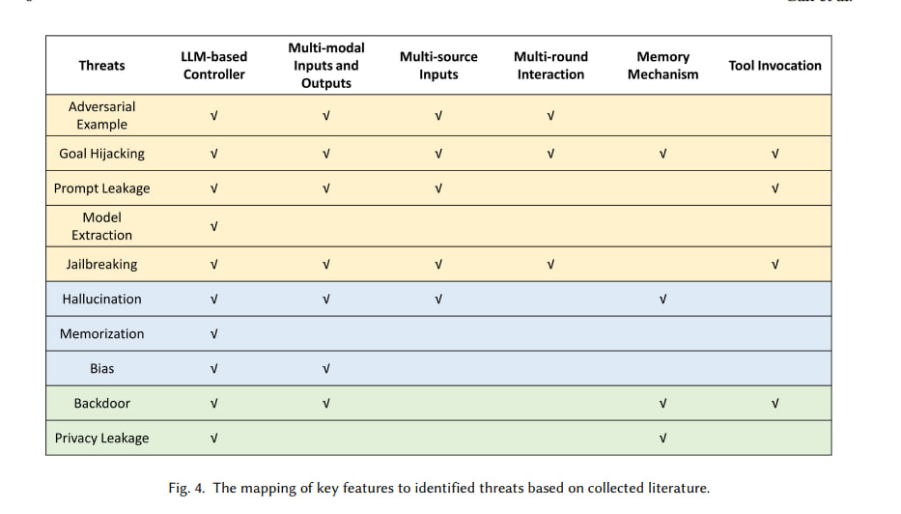 Threats
LLM-based
Controller
Multi-modal
Inputs and
Outputs
Multi-source
Inputs
Multi-round
Interaction
Memory
Mechanism
Tool Invocation
Adversarial
Example
√ √ √ √
Goal Hijacking √ √ √ √ √ √
Prompt Leakage √ √ √ √
Model
Extraction
√
Jailbreaking √ √ √ √ √
Hallucination √ √ √ √
Memorization √
Bias √ √
Backdoor √ √ √ √
Privacy Leakage √ √
Fig. 4. The mapping of key features to identified threats based on collected literature.